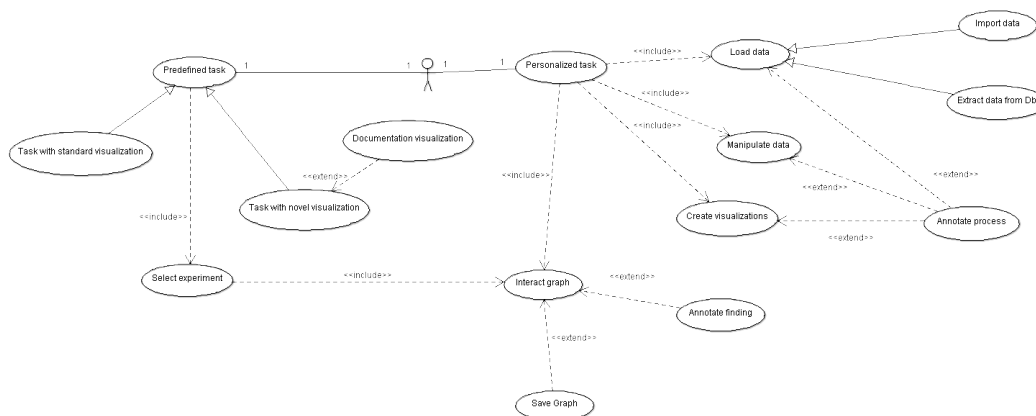 Import data
<<include>>
Load data
1
1
1
1
Predefined task
Personalized task
<<include>>
Extract data from Db
<<include>>
Documentation visualization
Task with standard visualization
Manipulate data
<<extend>>
<<include>>
<<extend>>
<<extend>>
Task with novel visualization
<<include>>
Create visualizations
Annotate process
<<extend>>
Select experiment
<<include>>
Interact graph
<<extend>>
Annotate finding
<<extend>>
Save Graph